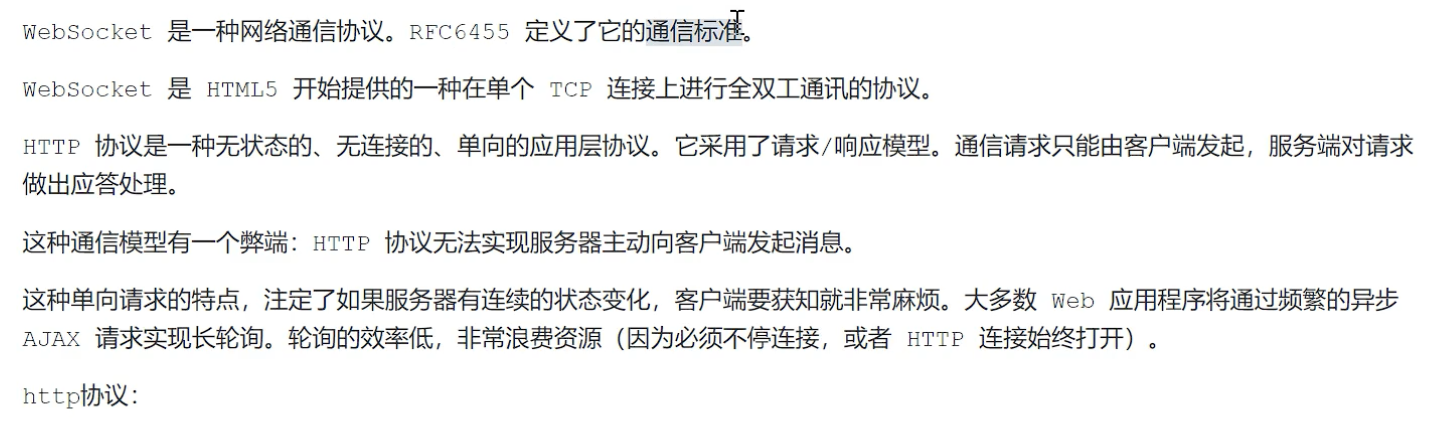 WebSocket 是一种网络通信协议。RFC6455 定义了它的通信标准。
WebSocket 是 HTML5 开始提供的一种在单个 TCP 连接上进行全双工通讯的协议。
HTTP 协议是一种无状态的、无连接的、单向的应用层协议。它采用了请求/响应模型。通信请求只能由客户端发起，服务端对请求
做出应答处理。
这种通信模型有一个弊端：HTTP 协议无法实现服务器主动向客户端发起消息。
这种单向请求的特点，注定了如果服务器有连续的状态变化，客户端要获知就非常麻烦。大多数 Web 应用程序将通过频繁的异步
AJAX 请求实现长轮询。轮询的效率低，非常浪费资源（因为必须不停连接，或者 HTTP 连接始终打开）。
http协议：